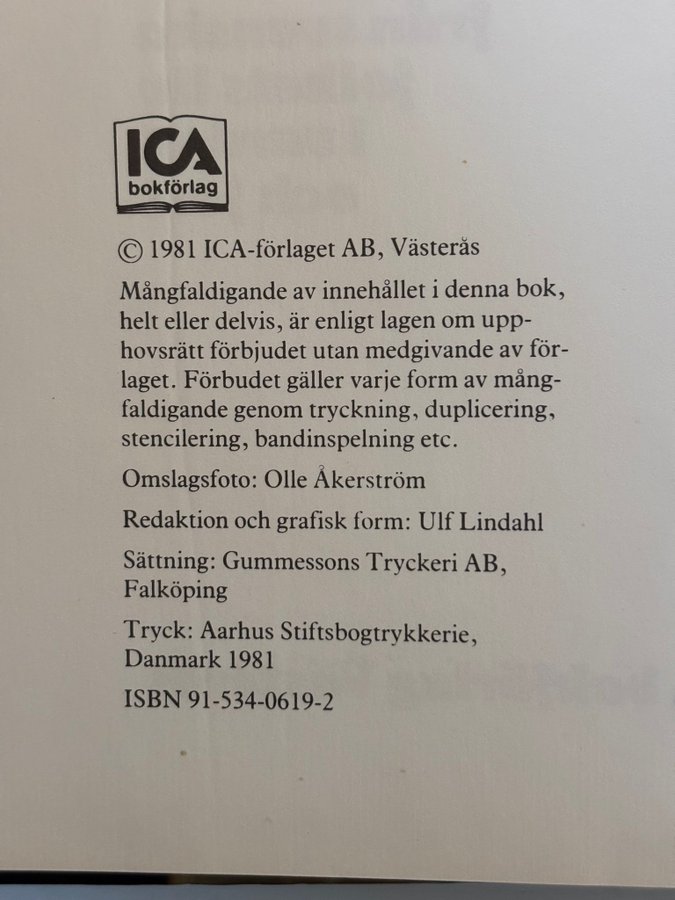 ICA
bokförlag
© 1981 ICA-förlaget AB, Västerås
Mångfaldigande av innehållet i denna bok,
helt eller delvis, är enligt lagen om upp-
hovsrätt förbjudet utan medgivande av för-
laget. Förbudet gäller varje form av mång-
faldigande genom tryckning, duplicering,
stencilering, bandinspelning etc.
Omslagsfoto: Olle Åkerström
Redaktion och grafisk form: Ulf Lindahl
Sättning: Gummessons Tryckeri AB,
Falköping
Tryck: Aarhus Stiftsbogtrykkerie,
Danmark 1981
ISBN 91-534-0619-2